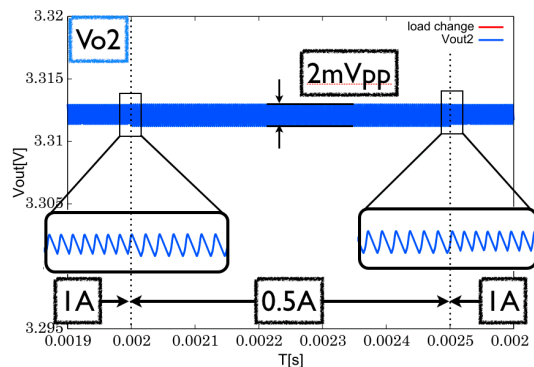 3.32
load change
Vout2
Vo2
2mVpp
3.315
3.31
Vout[V]
3.305
3.3
1A
0.5A
1A
3.295
0.0019 0.002 0.0021 0.0022 0.0023 0.0024 0.0025 0.002
T[s]